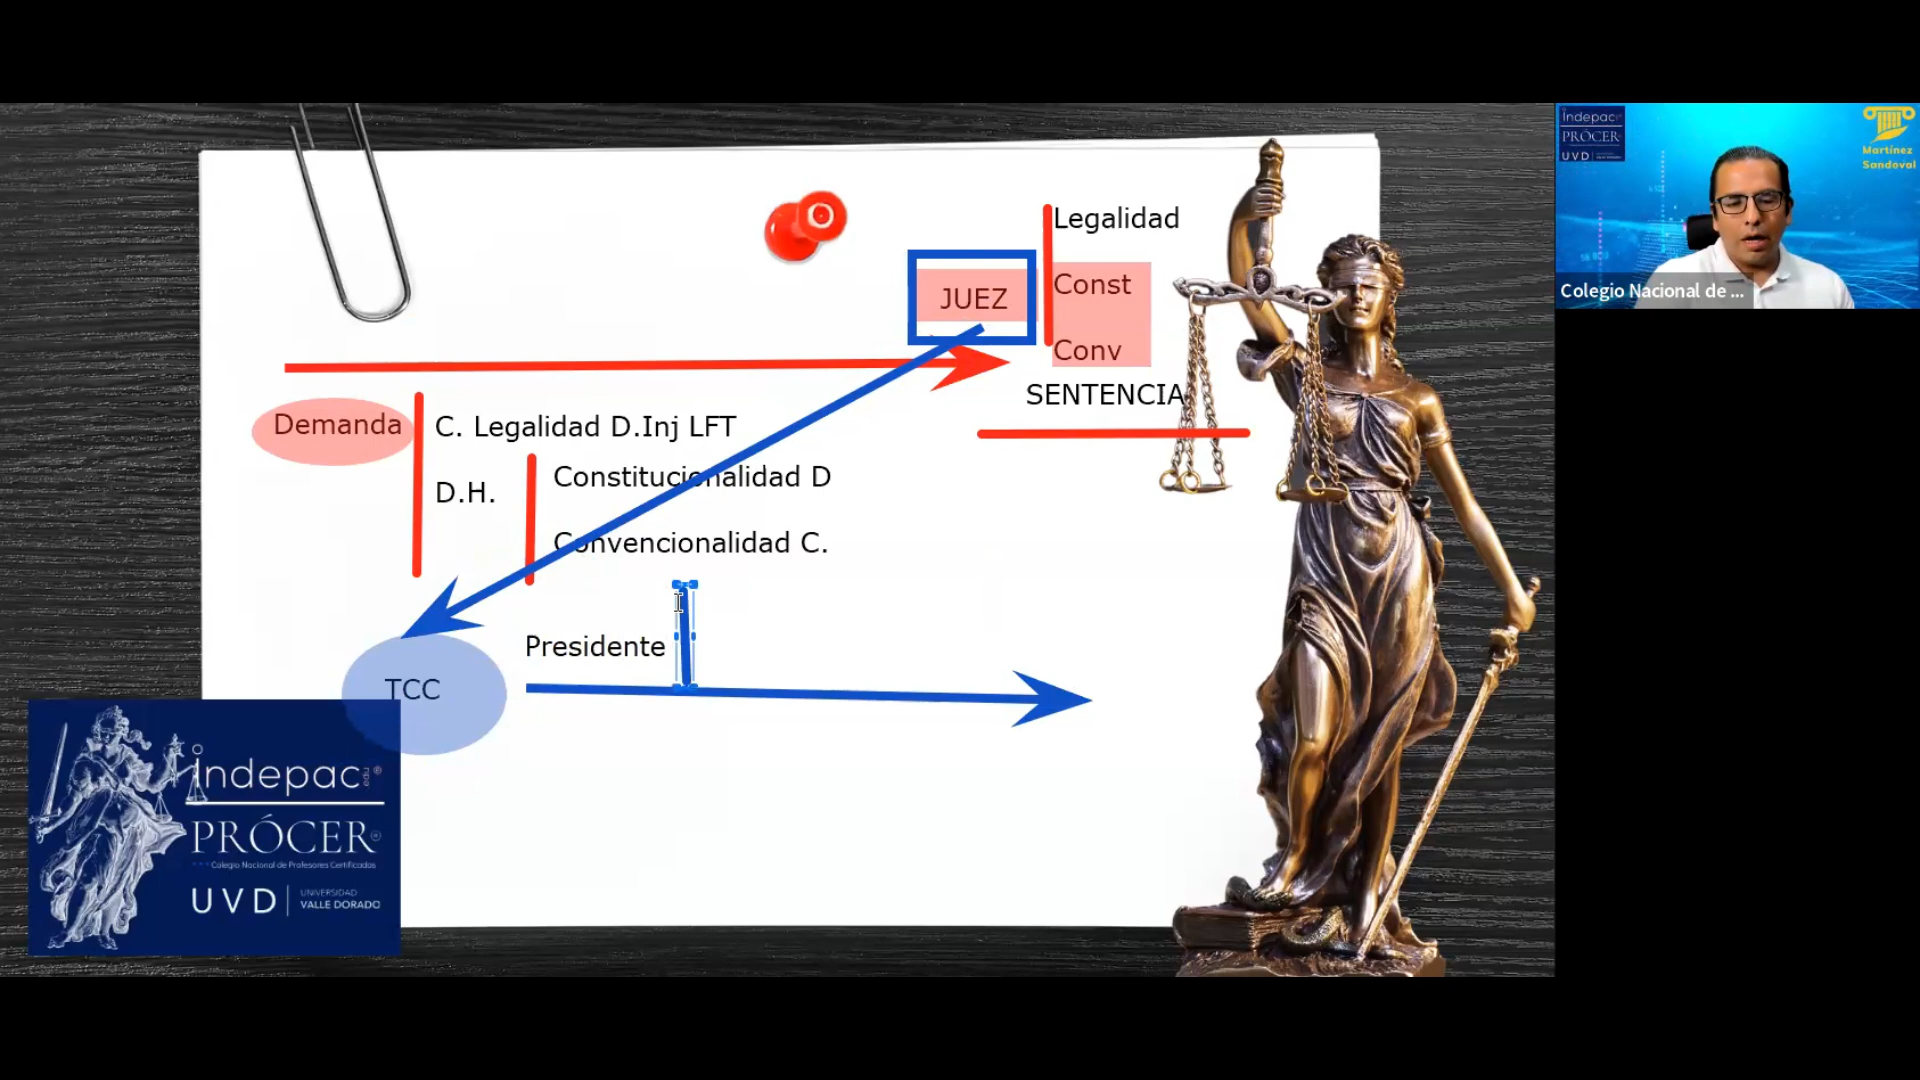 Legalidad
JUEZ
Const
Conv
SENTENCIA
Demanda
C. Legalidad D.Inj LFT
D.H.
Constitucionalidad D
Convencionalidad C.
Presidente
TCC
indepac
PRÓCER
Colegio Nacional de Profesores Certificados
UVD
UNIVERSIDAD
VALLE DORADO
indepac
PRÓCER
UVD
Martínez
Sandoval
Colegio Nacional de ...